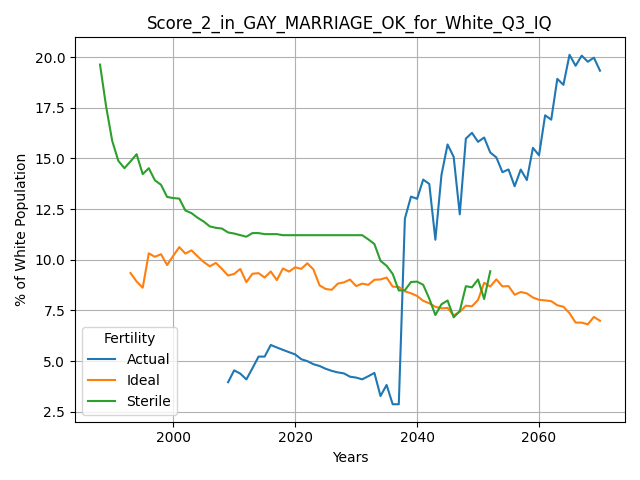 Score_2_in_GAY_MARRIAGE_OK_for_White_Q3_IQ
% of White Population
20.0
17.5
15.0
12.5
10.0
7.5
5.0
2.5
Fertility
Actual
Ideal
Sterile
2000
2020
2040
2060
Years